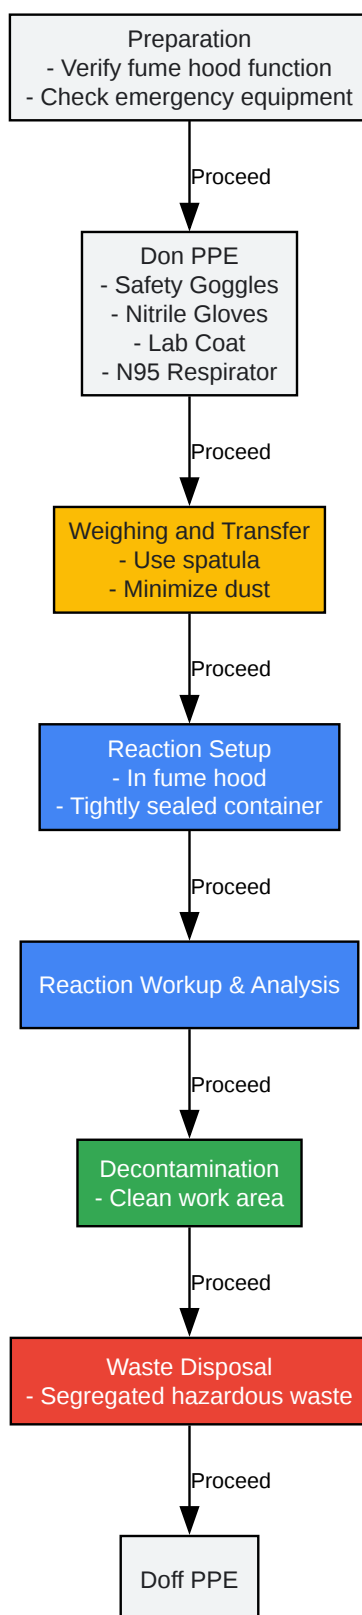 Preparation
- Verify fume hood function
- Check emergency equipment
Proceed
Don PPE
- Safety Goggles
- Nitrile Gloves
- Lab Coat
- N95 Respirator
Proceed
Weighing and Transfer
- Use spatula
- Minimize dust
Proceed
Reaction Setup
- In fume hood
- Tightly sealed container
Proceed
Reaction Workup & Analysis
Proceed
Decontamination
- Clean work area
Proceed
Waste Disposal
- Segregated hazardous waste
Proceed
Doff PPE